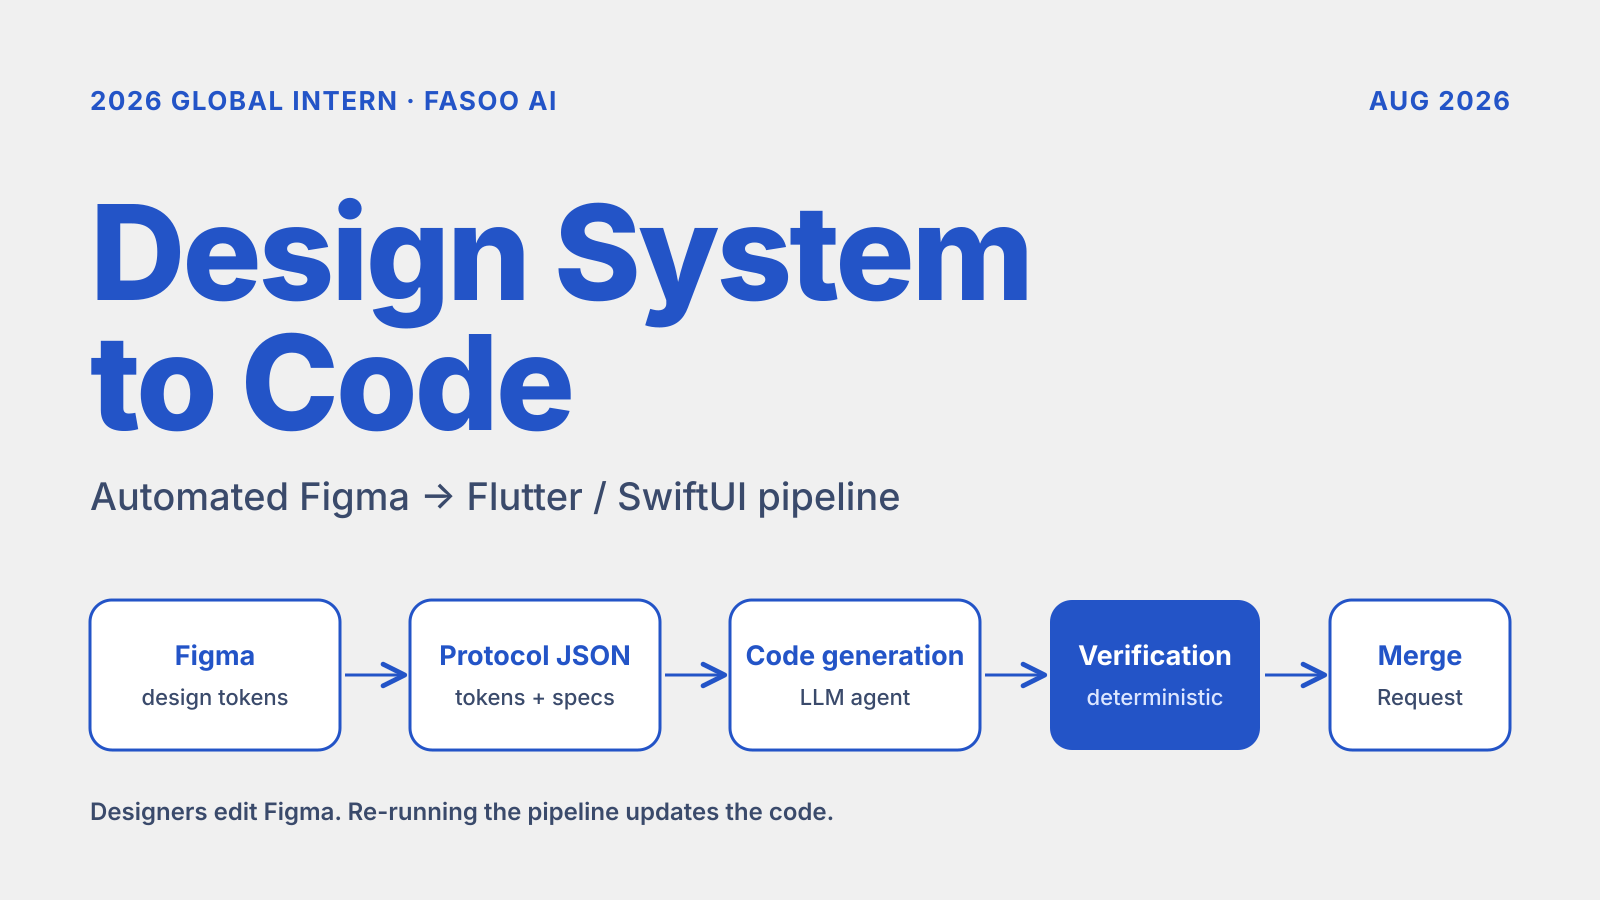 2026 GLOBAL INTERN · FASOO AI
AUG 2026
Design System
to Code
Automated Figma → Flutter / SwiftUI pipeline
Figma
design tokens
Protocol JSON
tokens + specs
Code generation
LLM agent
Verification
deterministic
Merge
Request
Designers edit Figma. Re-running the pipeline updates the code.